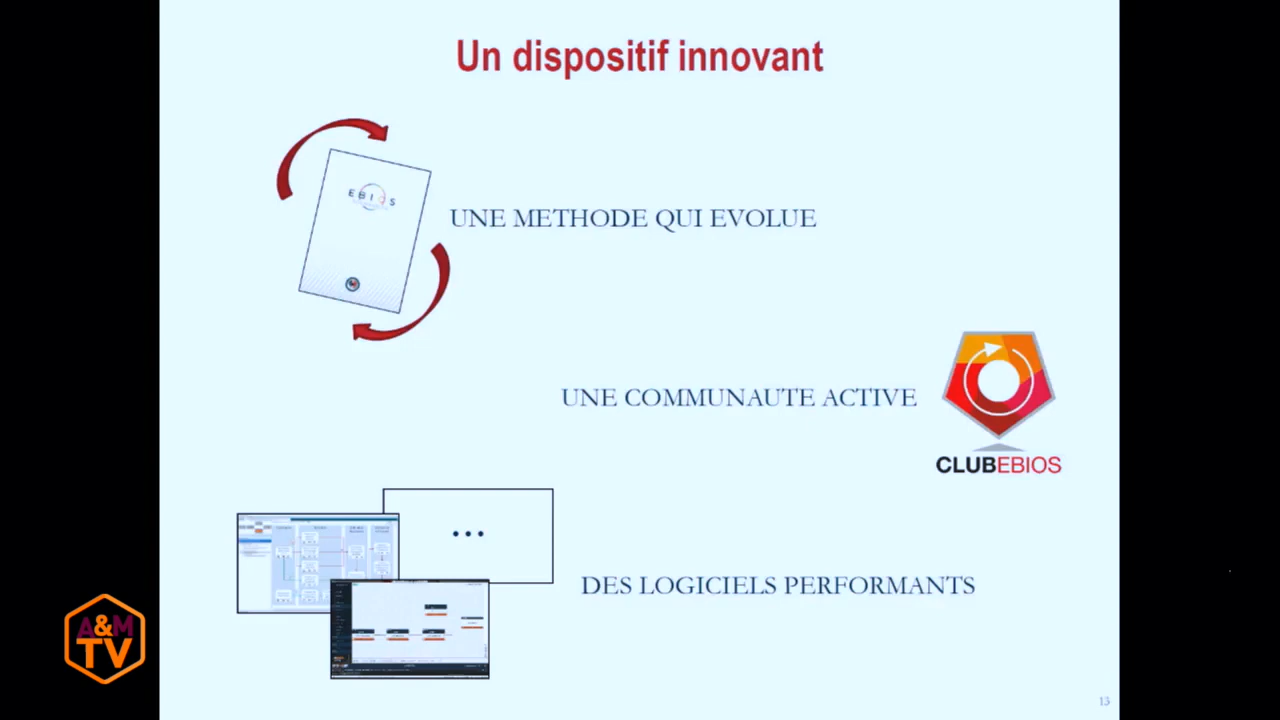 Un dispositif innovant
EBIOS
UNE METHODE QUI EVOLUE
UNE COMMUNAUTE ACTIVE
CLUBEBIOS
...
DES LOGICIELS PERFORMANTS
A&M
TV
13